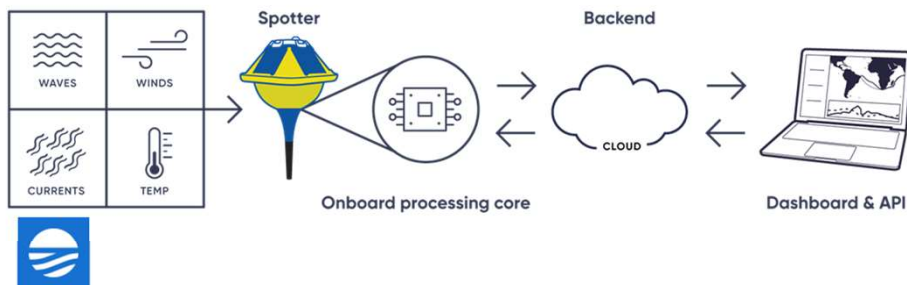 Spotter
Backend
WAVES
WINDS
CURRENTS
TEMP
CLOUD
Onboard processing core
Dashboard & API